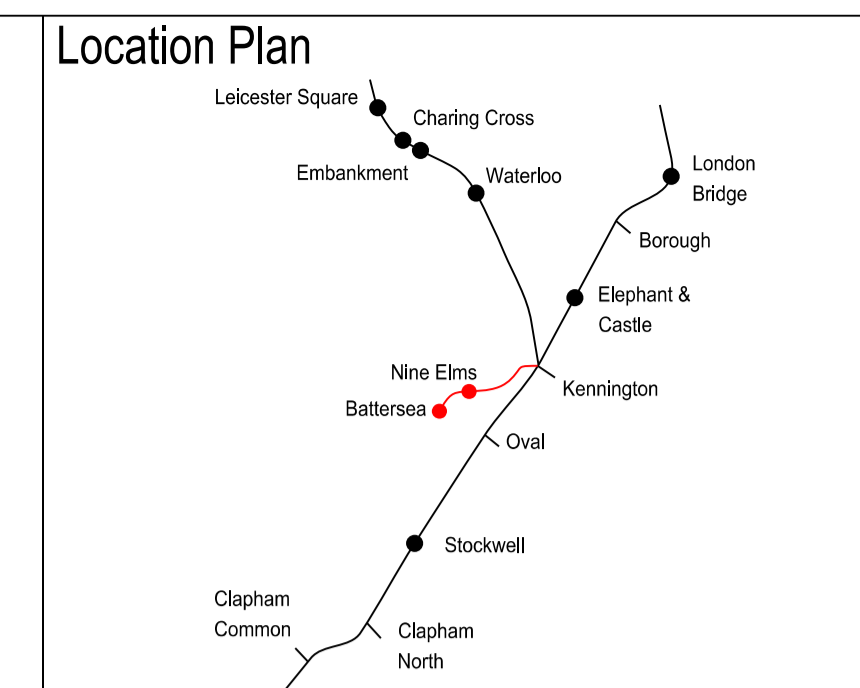 Location Plan
Leicester Square
Charing Cross
Embankment
Waterloo
London
Bridge
Borough
Elephant &
Castle
Nine Elms
Kennington
Battersea
Oval
Stockwell
Clapham
Common
Clapham
North